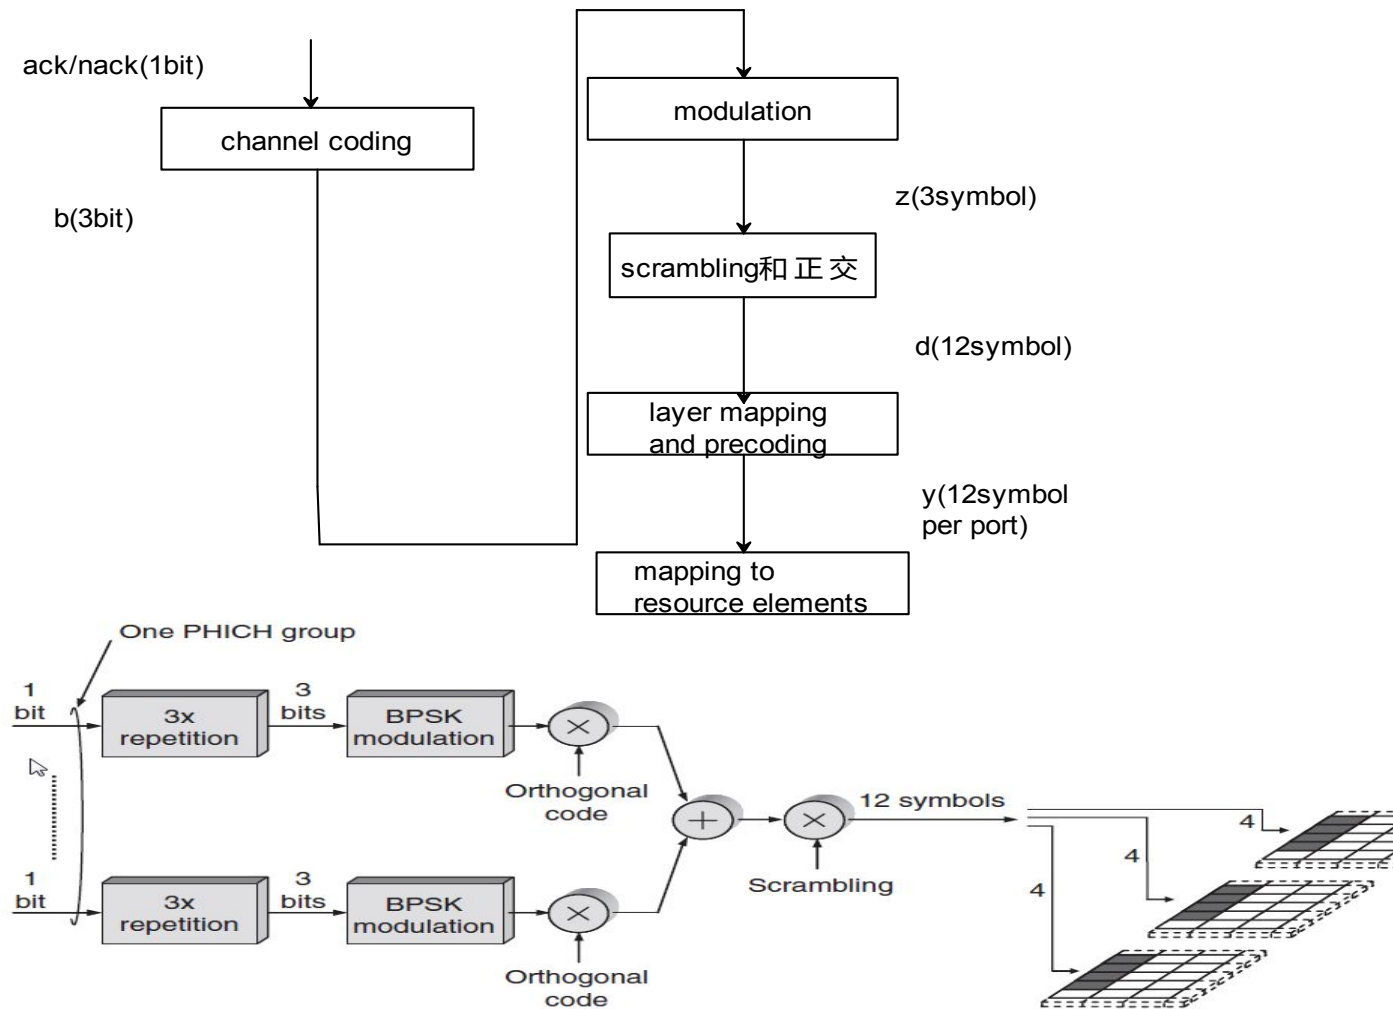 ack/nack(1bit)
channel coding
b(3bit)
modulation
z(3symbol)
scrambling和正交
d(12symbol)
layer mapping
and precoding
y(12symbol
per port)
mapping to
resource elements
One PHICH group
1
bit
3x
repetition
3
bits
BPSK
modulation
×
Orthogonal
code
+
×
Scrambling
12 symbols
4
4
4
1
bit
3x
repetition
3
bits
BPSK
modulation
×
Orthogonal
code